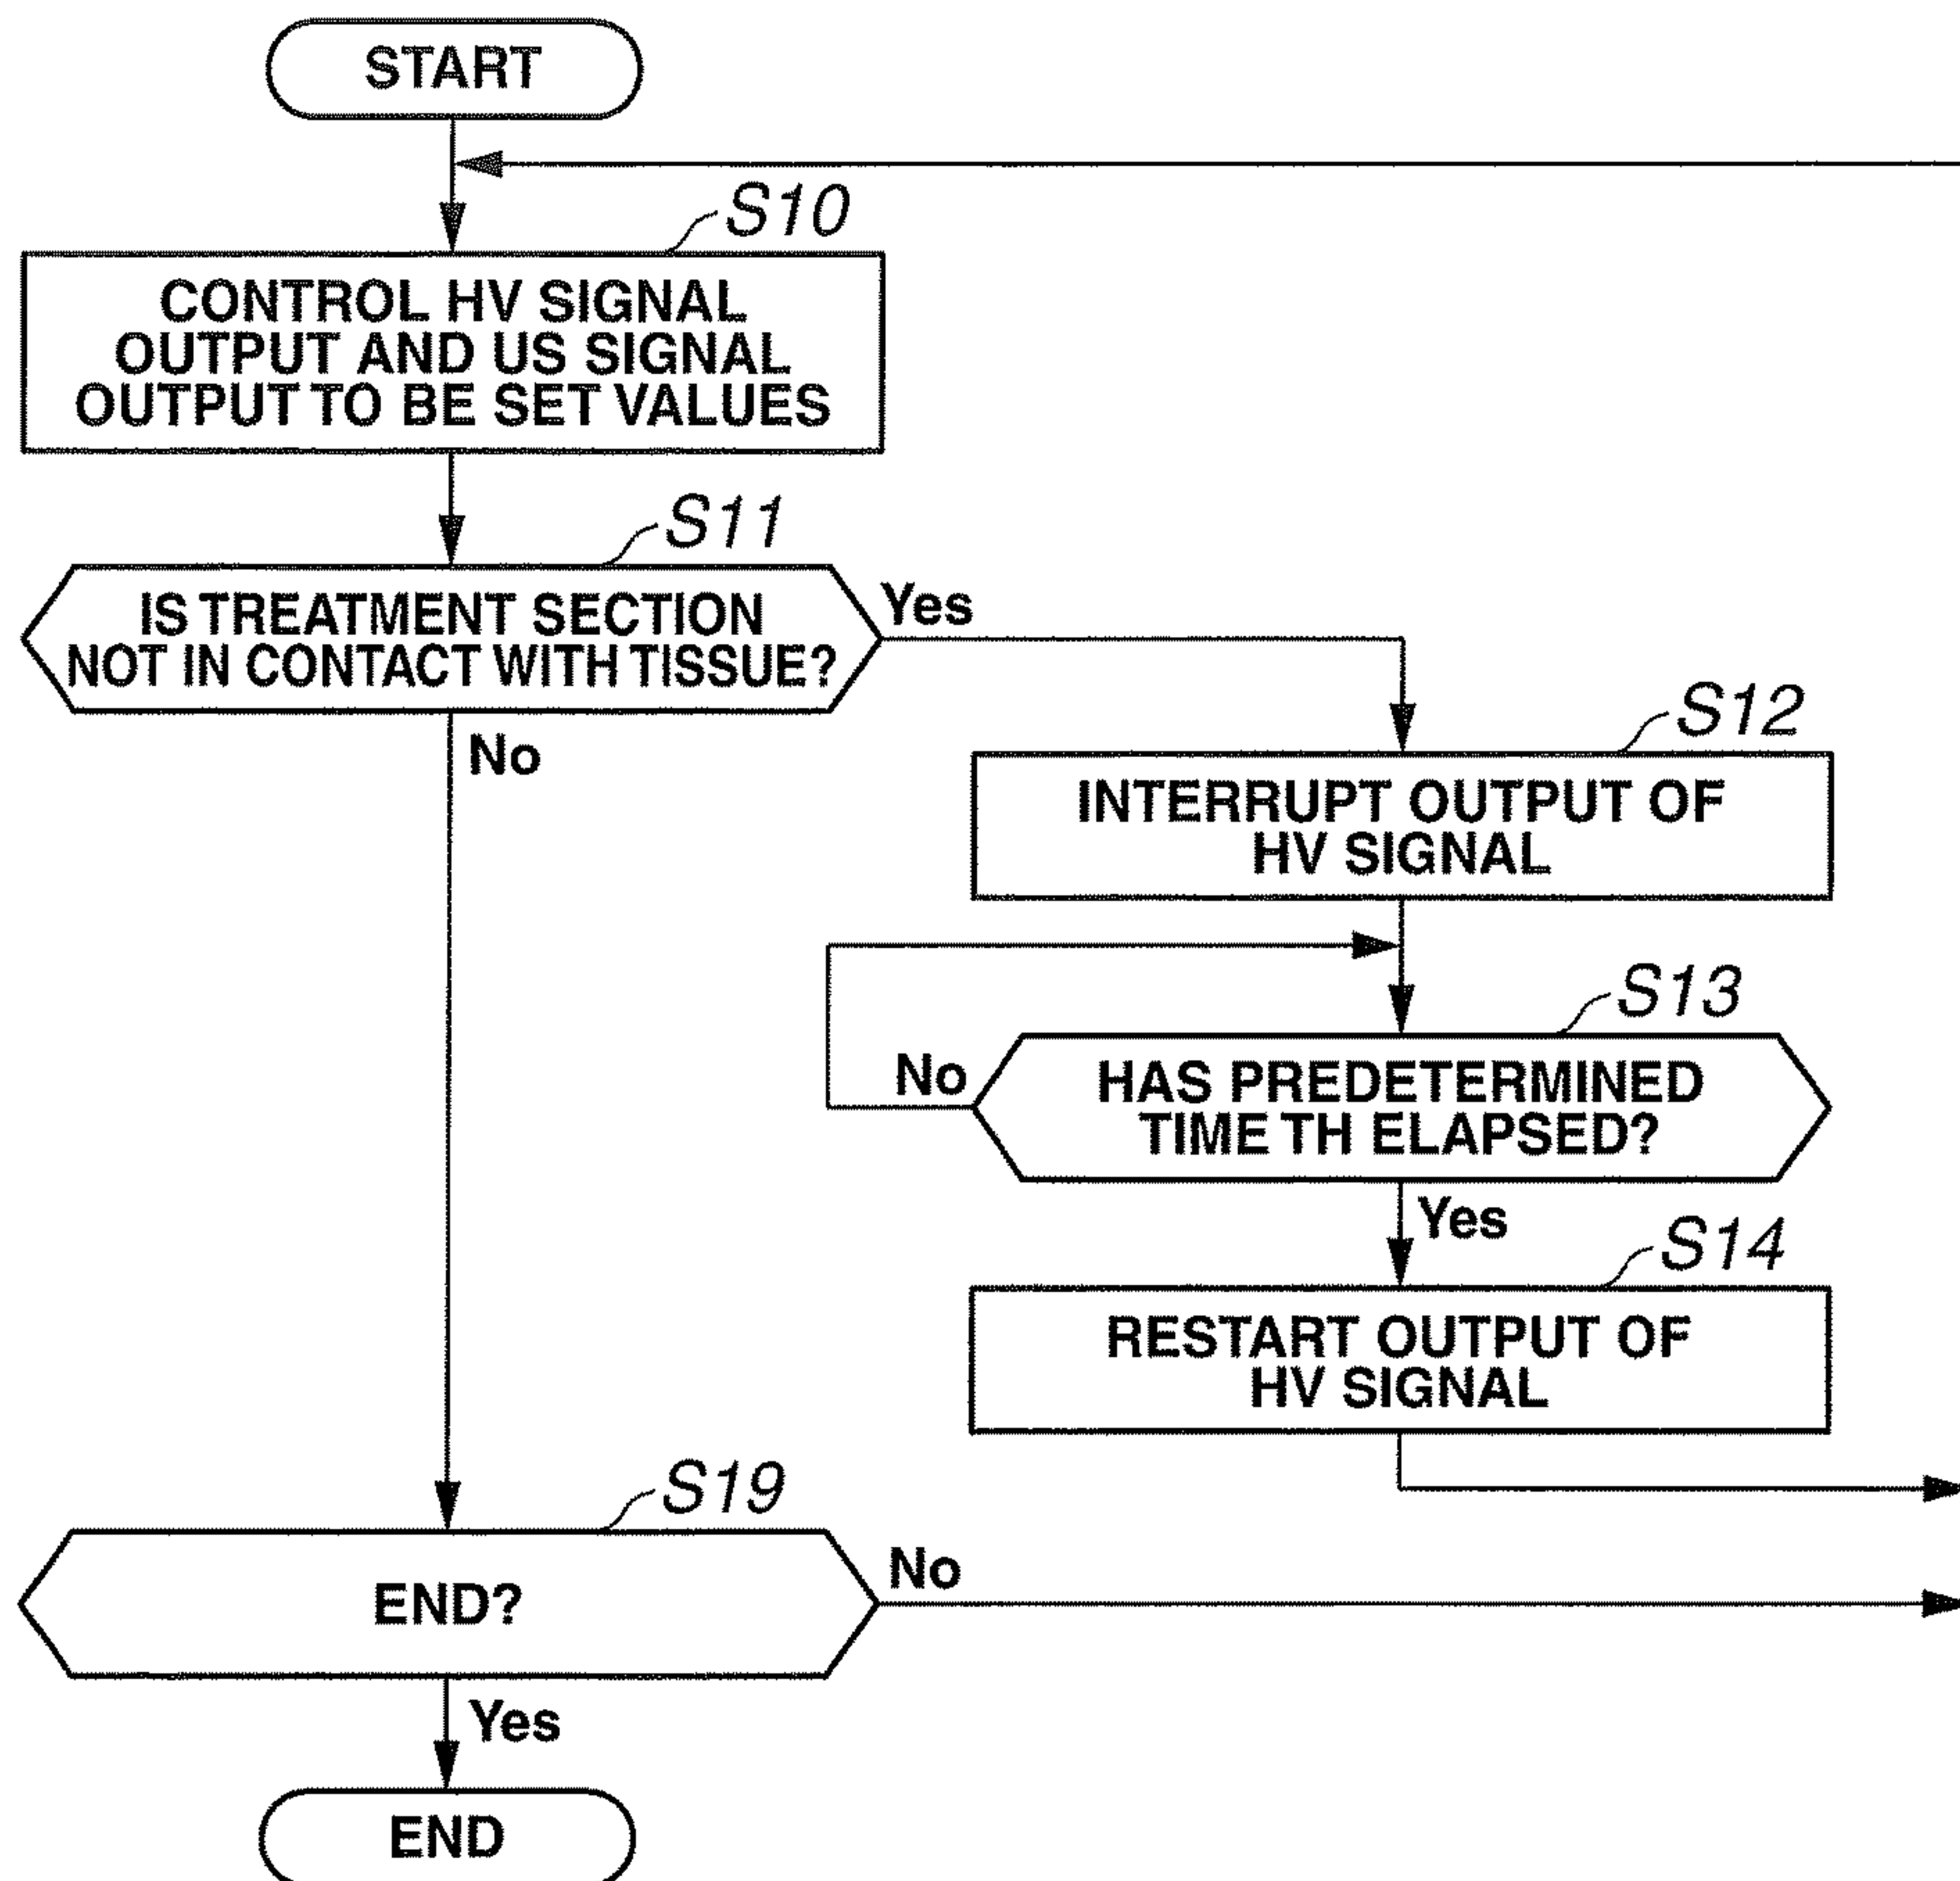 START
S10
CONTROL HV SIGNAL
OUTPUT AND US SIGNAL
OUTPUT TO BE SET VALUES
S11
IS TREATMENT SECTION
NOT IN CONTACT WITH TISSUE?
Yes
No
S12
INTERRUPT OUTPUT OF
HV SIGNAL
S13
HAS PREDETERMINED
TIME TH ELAPSED?
No
Yes
S14
RESTART OUTPUT OF
HV SIGNAL
S19
END?
No
Yes
END